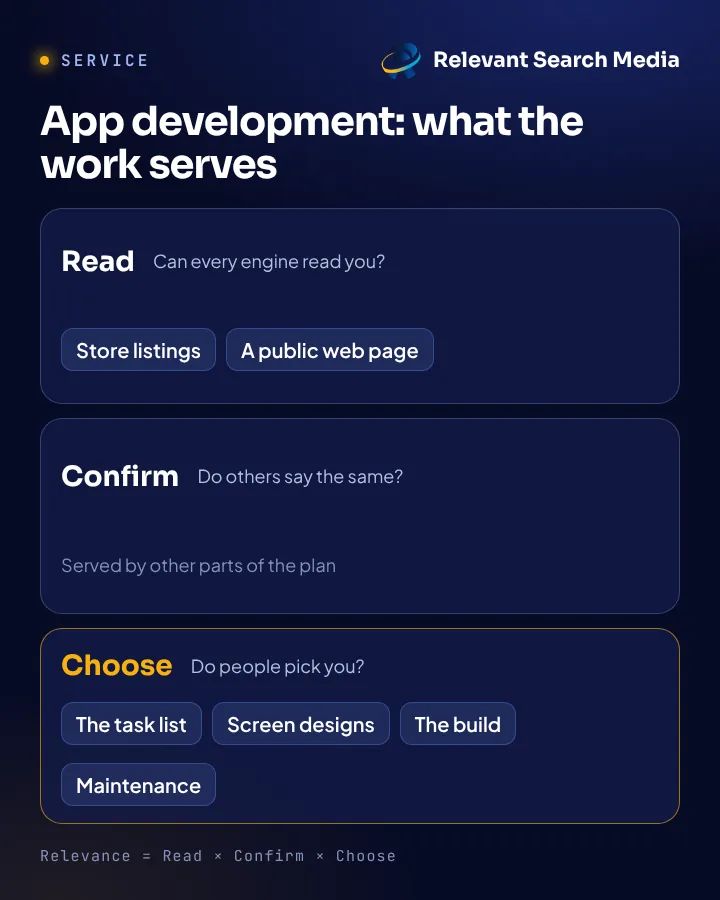 SERVICE
Relevant Search Media
App development: what the
work serves
Read
Can every engine read you?
Store listings
A public web page
Confirm
Do others say the same?
Served by other parts of the plan
Choose
Do people pick you?
The task list
Screen designs
The build
Maintenance
Relevance = Read × Confirm × Choose